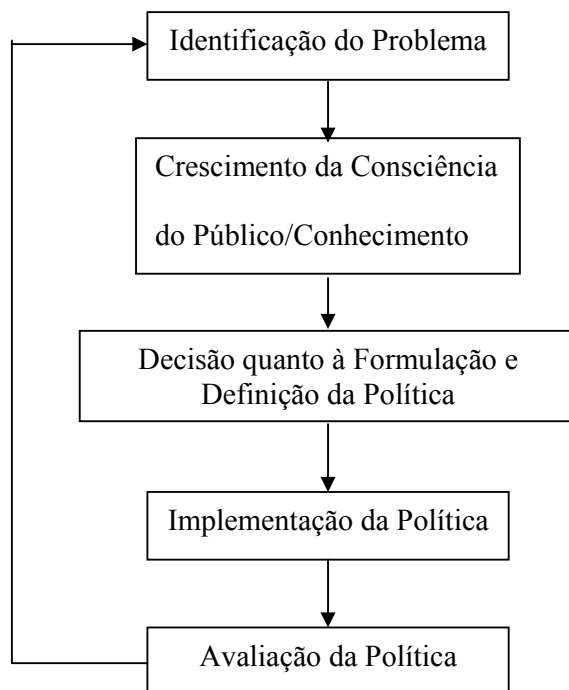 Identificação do Problema
Crescimento da Consciência
do Público/Conhecimento
Decisão quanto à Formulação e
Definição da Política
Implementação da Política
Avaliação da Política